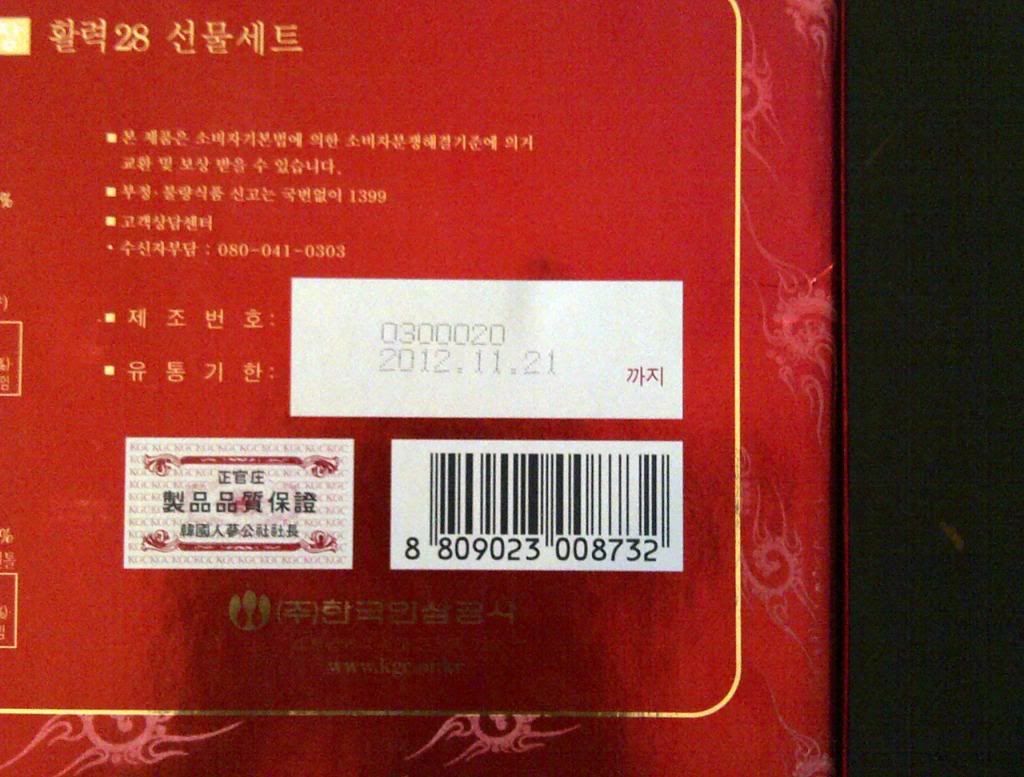 활력28 선물세트
■ 본 제품은 소비자기본법에 의한 소비자분쟁해결기준에 의거
교환 및 보상 받을 수 있습니다.
■ 부정·불량식품 신고는 국번없이 1399
■ 고객상담센터
• 수신자부담 : 080-041-0303
■ 제 조 번 호 :
0300020
■ 유 통 기 한 :
2012.11.21
까지
正官庄
製品品質保證
韓國人蔘公社社長
8 809023 008732
(주)한국인삼공사
www.kgc.or.kr